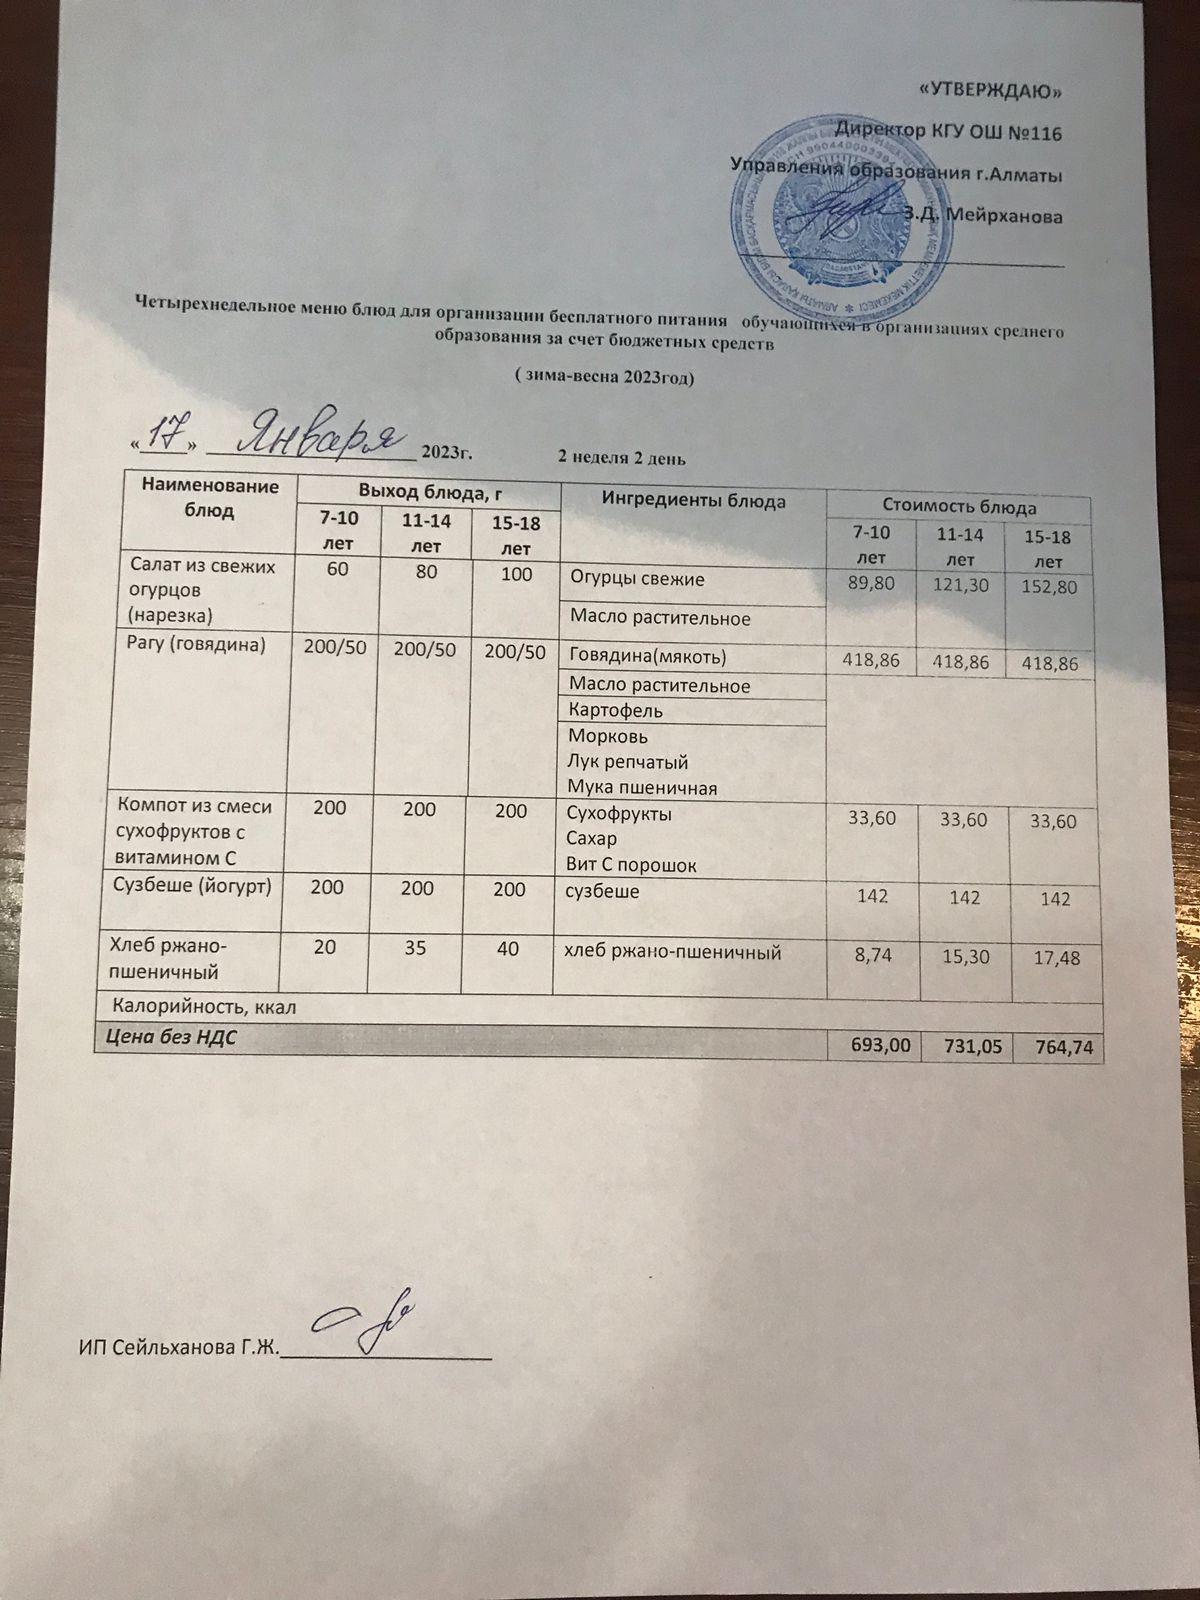 «УТВЕРЖДАЮ»
Директор КГУ ОШ №116
Управления образования г.Алматы
З.Д. Мейрханова
Четырехнедельное меню блюд для организации бесплатного питания обучающихся в организациях среднего
образования за счет бюджетных средств
( зима-весна 2023год)
«17» Января 2023г. 2 неделя 2 день
Наименование блюд Выход блюда, г Ингредиенты блюда Стоимость блюда
7-10 лет 11-14 лет 15-18 лет 7-10 лет 11-14 лет 15-18 лет
Салат из свежих 60 80 100 Огурцы свежие 89,80 121,30 152,80
огурцов
(нарезка) Масло растительное
Рагу (говядина) 200/50 200/50 200/50 Говядина(мякоть) 418,86 418,86 418,86
Масло растительное
Картофель
Морковь
Лук репчатый
Мука пшеничная
Компот из смеси 200 200 200 Сухофрукты 33,60 33,60 33,60
сухофруктов с Сахар
витамином С Вит С порошок
Сузбеше (йогурт) 200 200 200 сузбеше 142 142 142
Хлеб ржано- 20 35 40 хлеб ржано-пшеничный 8,74 15,30 17,48
пшеничный
Калорийность, ккал
Цена без НДС 693,00 731,05 764,74
ИП Сейльханова Г.Ж.